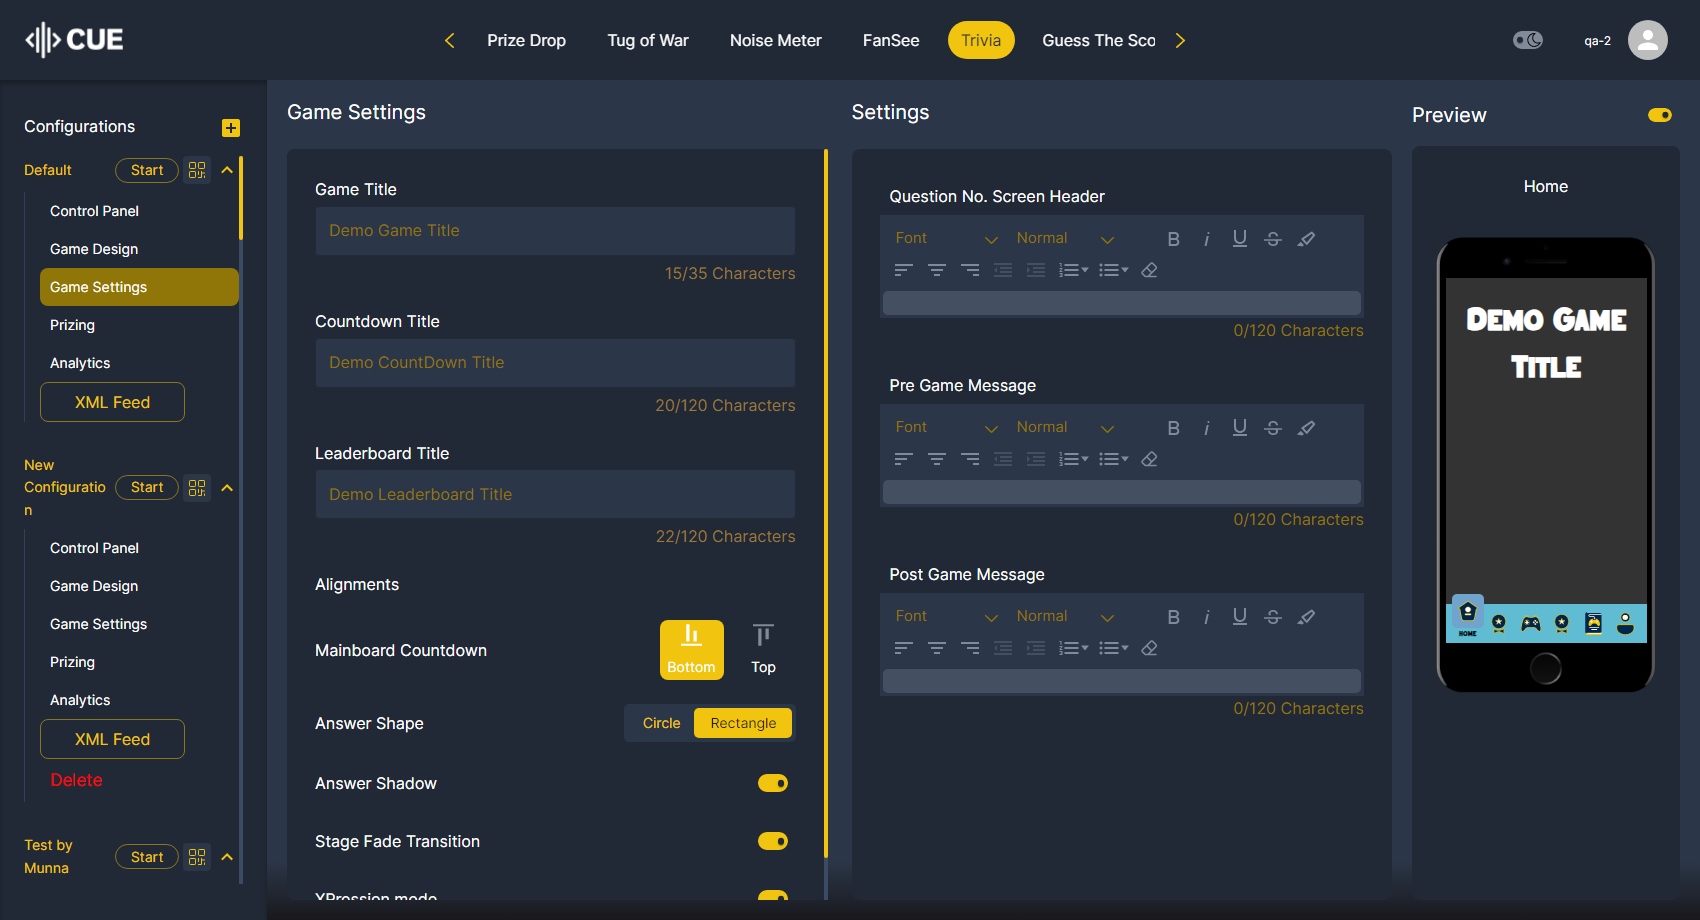 CUE
Prize Drop
Tug of War
Noise Meter
FanSee
Trivia
Guess The Sco
qa-2
Configurations
Default
Start
Control Panel
Game Design
Game Settings
Prizing
Analytics
XML Feed
New
Configuratio
n
Start
Control Panel
Game Design
Game Settings
Prizing
Analytics
XML Feed
Delete
Test by
Munna
Start
Game Settings
Game Title
Demo Game Title
15/35 Characters
Countdown Title
Demo CountDown Title
20/120 Characters
Leaderboard Title
Demo Leaderboard Title
22/120 Characters
Alignments
Mainboard Countdown
Bottom
Top
Answer Shape
Circle
Rectangle
Answer Shadow
Stage Fade Transition
XPression mode
Settings
Question No. Screen Header
Font
Normal
B i U S
0/120 Characters
Pre Game Message
Font
Normal
B i U S
0/120 Characters
Post Game Message
Font
Normal
B i U S
0/120 Characters
Preview
Home
Demo Game
Title
HOME